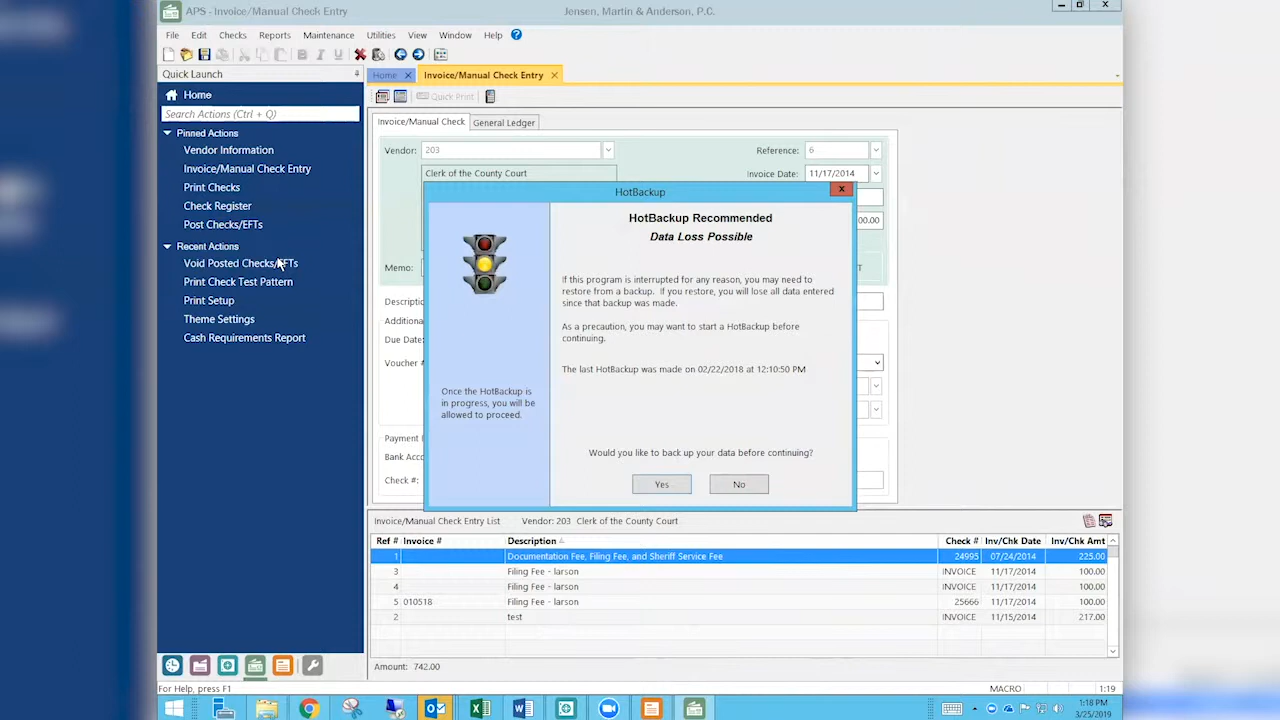 APS - Invoice/Manual Check Entry
Jensen, Martin & Anderson, P.C.
File Edit Checks Reports Maintenance Utilities View Window Help
Quick Launch
Home
Invoice/Manual Check Entry
Home
Search Actions (Ctrl + Q)
Quick Print
Pinned Actions
Vendor Information
Invoice/Manual Check Entry
Print Checks
Check Register
Post Checks/EFTs
Recent Actions
Void Posted Checks/EFTs
Print Check Test Pattern
Print Setup
Theme Settings
Cash Requirements Report
Invoice/Manual Check
General Ledger
Vendor: 203
Reference: 6
Clerk of the County Court
Invoice Date: 11/17/2014
00.00
Memo:
Descripti
Additiona
Due Date:
Voucher #
Payment I
Bank Acco
Check #:
HotBackup
HotBackup Recommended
Data Loss Possible
If this program is interrupted for any reason, you may need to
restore from a backup. If you restore, you will lose all data entered
since that backup was made.
As a precaution, you may want to start a HotBackup before
continuing.
The last HotBackup was made on 02/22/2018 at 12:10:50 PM
Once the HotBackup is
in progress, you will be
allowed to proceed.
Would you like to back up your data before continuing?
Yes No
Invoice/Manual Check Entry List Vendor: 203 Clerk of the County Court
Ref # Invoice # Description Check # Inv/Chk Date Inv/Chk Amt
1 Documentation Fee, Filing Fee, and Sheriff Service Fee 24995 07/24/2014 225.00
3 Filing Fee - larson INVOICE 11/17/2014 100.00
4 Filing Fee - larson INVOICE 11/17/2014 100.00
5 010518 Filing Fee - larson 25666 11/17/2014 100.00
2 test INVOICE 11/15/2014 217.00
Amount: 742.00
For Help, press F1
MACRO 1:19
1:18 PM
3/25/2019